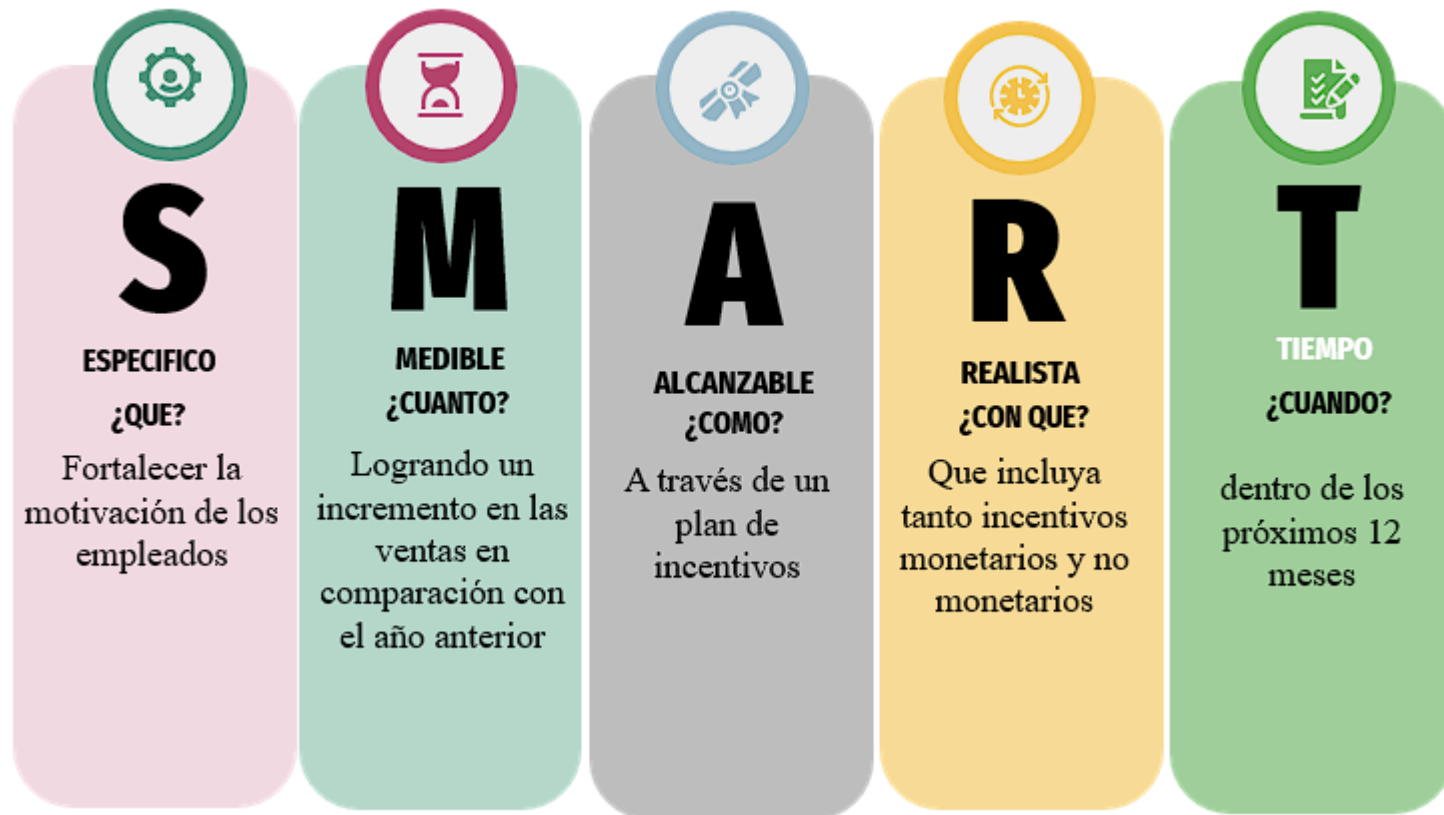 S
ESPECIFICO
¿QUE?
Fortalecer la
motivación de los
empleados
M
MEDIBLE
¿CUANTO?
Logrando un
incremento en las
ventas en
comparación con
el año anterior
A
ALCANZABLE
¿COMO?
A través de un
plan de
incentivos
R
REALISTA
¿CON QUE?
Que incluya
tanto incentivos
monetarios y no
monetarios
T
TIEMPO
¿CUANDO?
dentro de los
próximos 12
meses